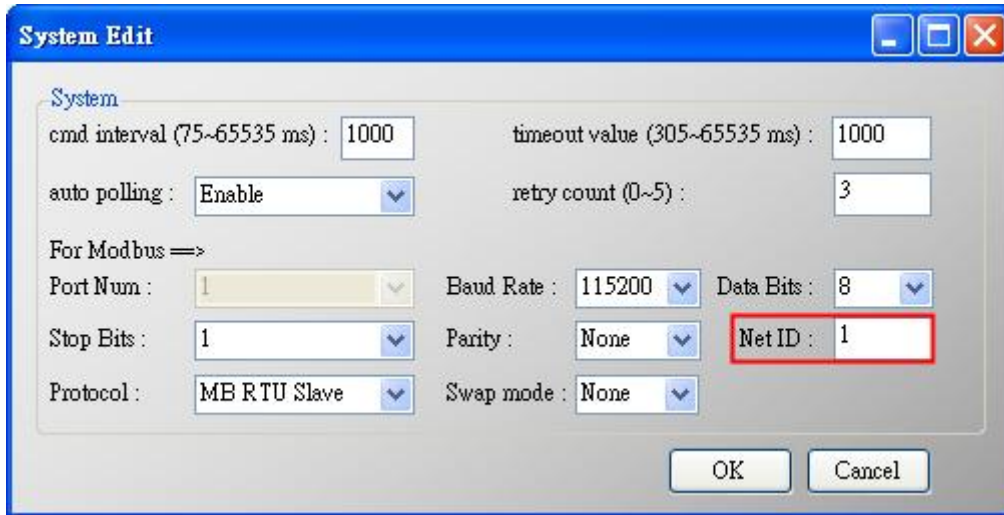 System Edit
System
cmd interval (75~65535 ms) : 1000 timeout value (305~65535 ms) : 1000
auto polling : Enable retry count (0~5) : 3
For Modbus ==>
Port Num : 1 Baud Rate : 115200 Data Bits : 8
Stop Bits : 1 Parity : None Net ID : 1
Protocol : MB RTU Slave Swap mode : None
OK Cancel